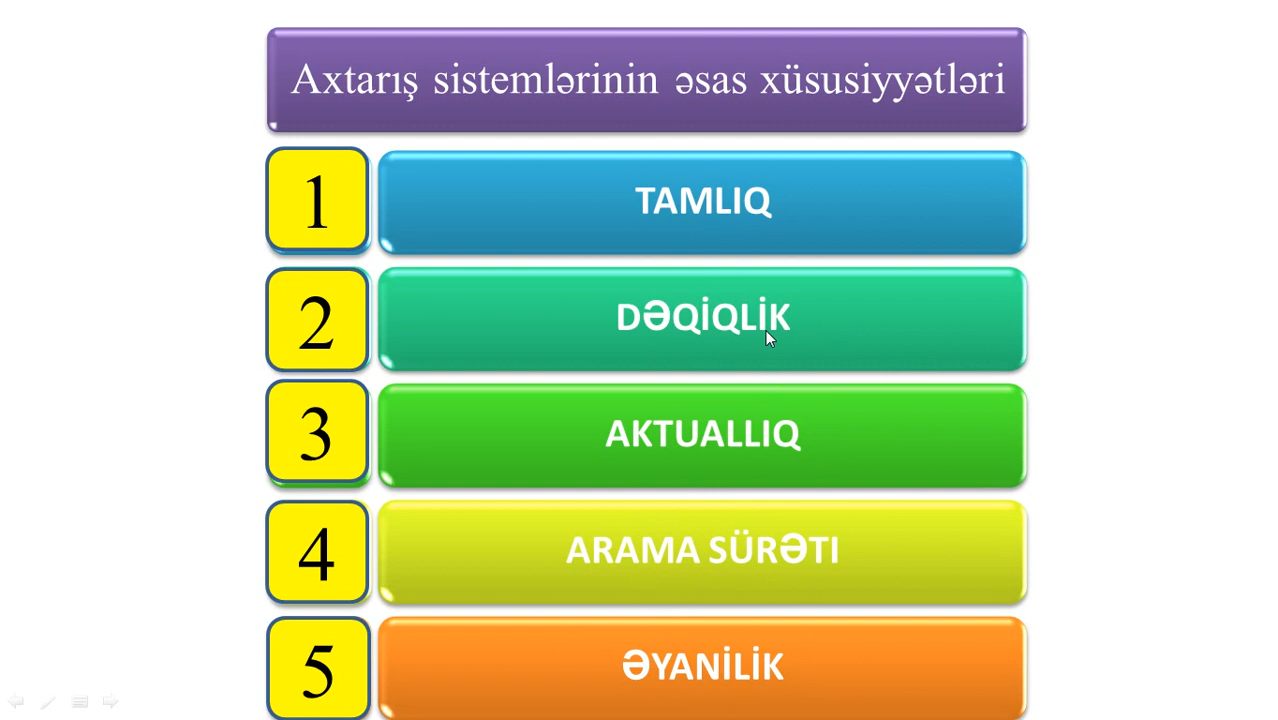 Axtarış sistemlərinin əsas xüsusiyyətləri
1
TAMLIQ
2
DƏQİQLİK
3
AKTUALLIQ
4
ARAMA SÜRƏTI
5
ƏYANİLİK